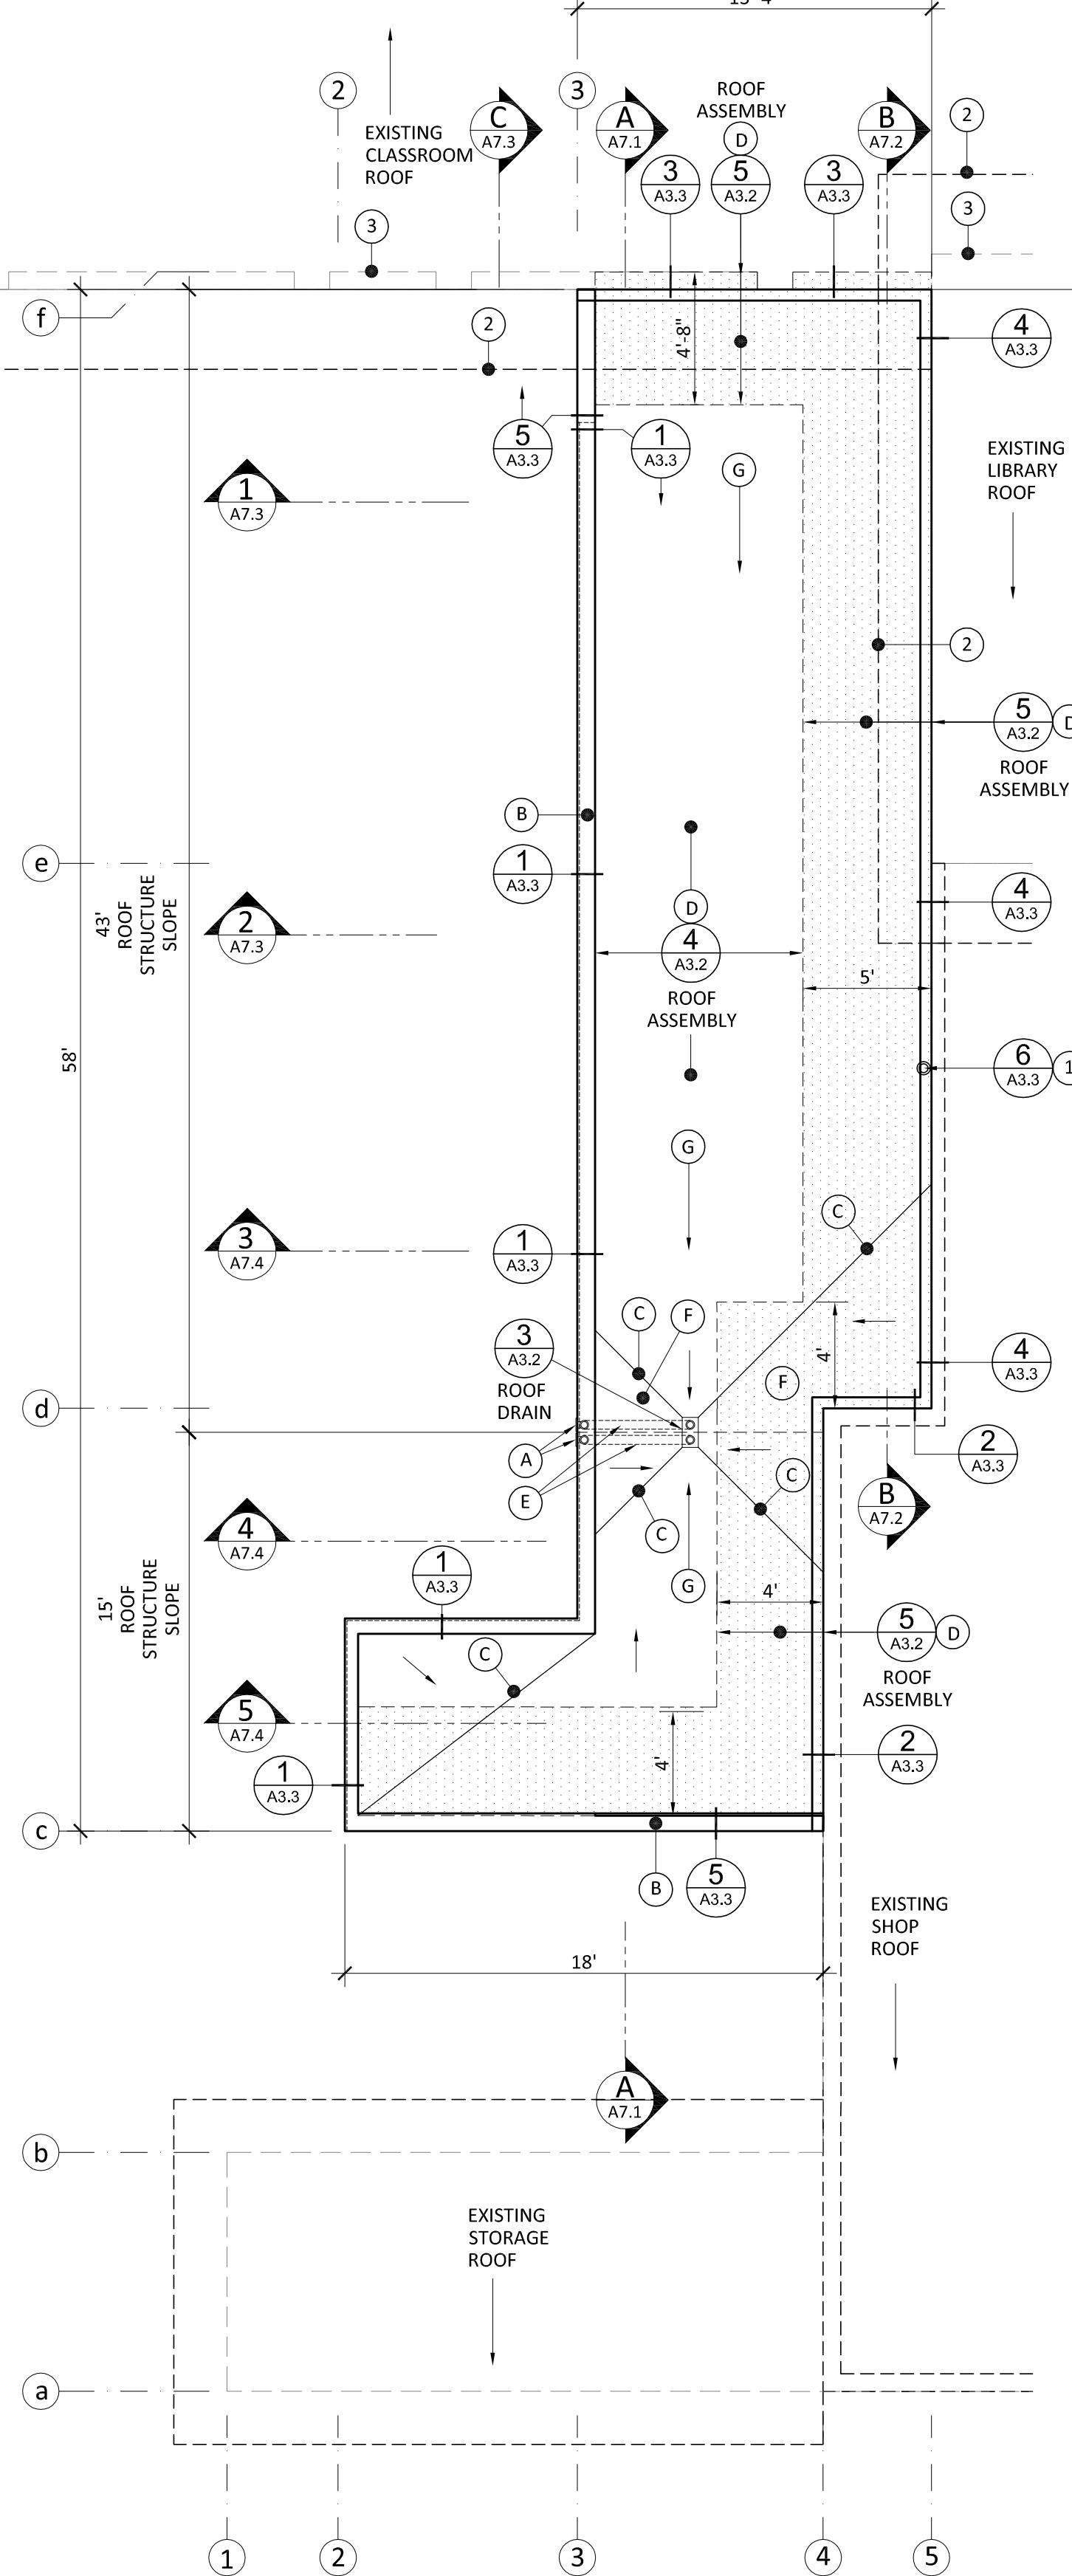 2
3
EXISTING
CLASSROOM
ROOF
C
A7.3
A
A7.1
ROOF
ASSEMBLY
D
B
A7.2
2
3
A3.3
5
A3.2
3
A3.3
3
3
f
2
4
A3.3
4'-8"
5
A3.3
1
A3.3
G
EXISTING
LIBRARY
ROOF
1
A7.3
2
5
A3.2
D
ROOF
ASSEMBLY
B
e
1
A3.3
43'
ROOF
STRUCTURE
SLOPE
2
A7.3
D
4
A3.2
ROOF
ASSEMBLY
4
A3.3
5'
58'
6
A3.3
1
G
C
3
A7.4
1
A3.3
C
F
3
A3.2
ROOF
DRAIN
4'
F
4
A3.3
d
A
E
2
A3.3
C
C
B
A7.2
4
A7.4
1
A3.3
G
15'
ROOF
STRUCTURE
SLOPE
4'
5
A3.2
D
ROOF
ASSEMBLY
C
5
A7.4
4'
2
A3.3
1
A3.3
c
B
5
A3.3
EXISTING
SHOP
ROOF
18'
A
A7.1
b
EXISTING
STORAGE
ROOF
a
1
2
3
4
5